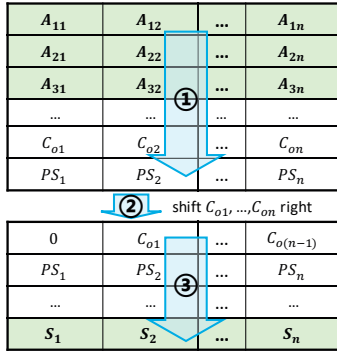 A₁₁ A₁₂ ... A₁ₙ
A₂₁ A₂₂ ... A₂ₙ
A₃₁ A₃₂ ... A₃ₙ
① 
... ... ... ...
Cₒ₁ Cₒ₂ ... Cₒₙ
PS₁ PS₂ ... PSₙ
② shift Cₒ₁, ...,Cₒₙ right
0 Cₒ₁ ... Cₒ₍ₙ₋₁₎
PS₁ PS₂ ... PSₙ
③
... ... ... ...
S₁ S₂ ... Sₙ